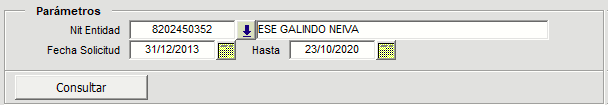 Parámetros
Nit Entidad 8202450352 ESE GALINDO NEIVA
Fecha Solicitud 31/12/2013 Hasta 23/10/2020
Consultar